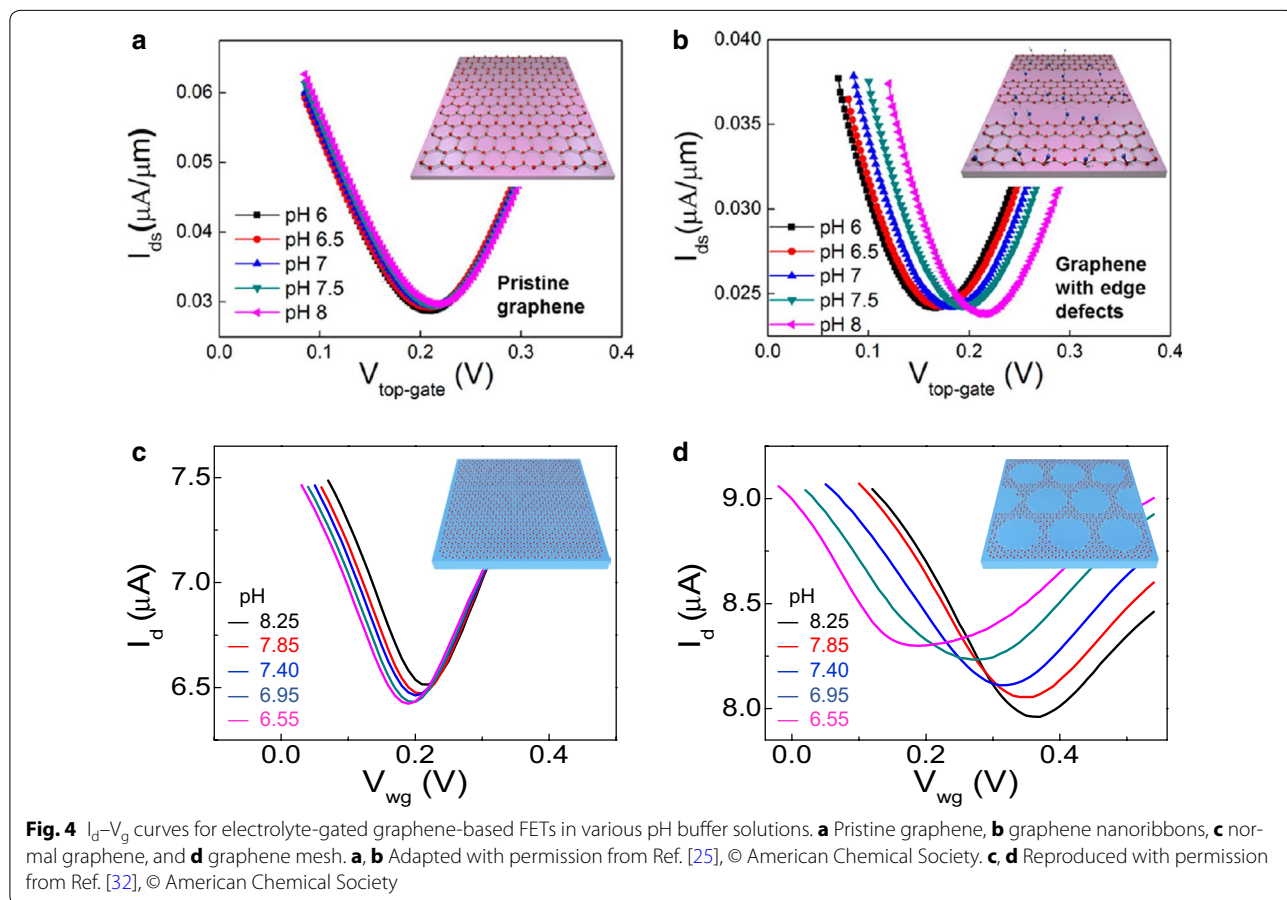 a
0.06
0.05
0.04
0.03
I_ds (μA/μm)
pH 6
pH 6.5
pH 7
pH 7.5
pH 8
Pristine
graphene
0.0 0.1 0.2 0.3 0.4
V_top-gate (V)
b
0.040
0.035
0.030
0.025
I_ds (μA/μm)
pH 6
pH 6.5
pH 7
pH 7.5
pH 8
Graphene
with edge
defects
0.0 0.1 0.2 0.3 0.4
V_top-gate (V)
c
7.5
7.0
6.5
I_d (μA)
pH
8.25
7.85
7.40
6.95
6.55
0.0 0.2 0.4
V_wg (V)
d
9.0
8.5
8.0
I_d (μA)
pH
8.25
7.85
7.40
6.95
6.55
0.0 0.2 0.4
V_wg (V)
Fig. 4 I_d–V_g curves for electrolyte-gated graphene-based FETs in various pH buffer solutions. a Pristine graphene, b graphene nanoribbons, c nor-
mal graphene, and d graphene mesh. a, b Adapted with permission from Ref. [25], © American Chemical Society. c, d Reproduced with permission
from Ref. [32], © American Chemical Society